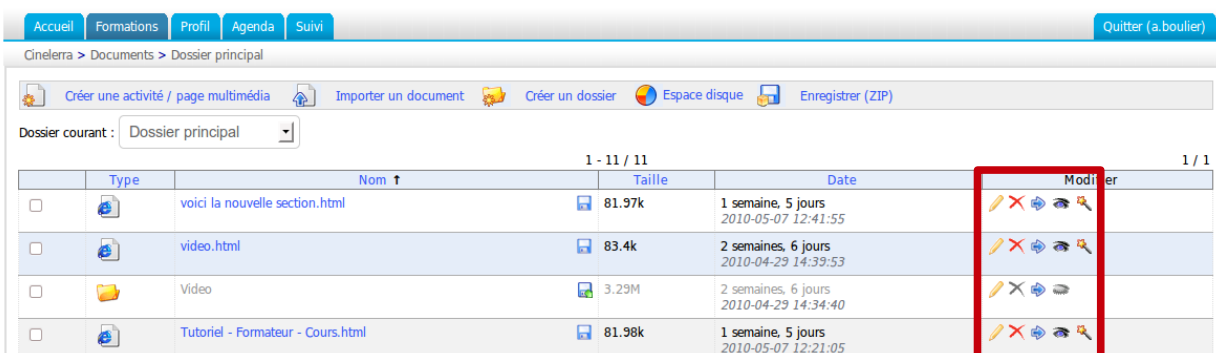 Accueil Formations Profil Agenda Suivi Quitter (a.boulier)
Cinelerra > Documents > Dossier principal
Créer une activité / page multimédia Importer un document Créer un dossier Espace disque Enregistrer (ZIP)
Dossier courant : Dossier principal
1 - 11 / 11 1 / 1
Type Nom ↑ Taille Date Modifier
voici la nouvelle section.html 81.97k 1 semaine, 5 jours
2010-05-07 12:41:55
video.html 83.4k 2 semaines, 6 jours
2010-04-29 14:39:53
Video 3.29M 2 semaines, 6 jours
2010-04-29 14:34:40
Tutoriel - Formateur - Cours.html 81.98k 1 semaine, 5 jours
2010-05-07 12:21:05